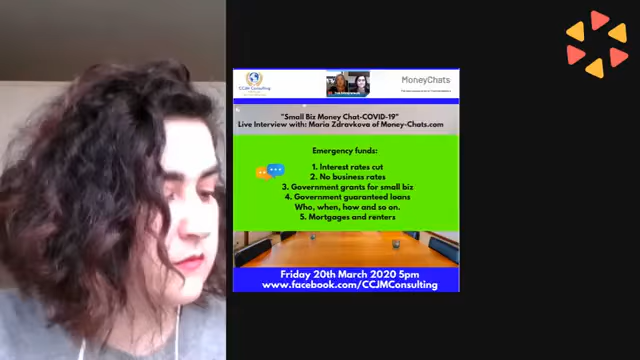 CCJM Consulting
MoneyChats
"Small Biz Money Chat-COVID-19"
Live Interview with: Maria Zdravkova of Money-Chats.com
Emergency funds:
1. Interest rates cut
2. No business rates
3. Government grants for small biz
4. Government guaranteed loans
Who, when, how and so on.
5. Mortgages and renters
Friday 20th March 2020 5pm
www.facebook.com/CCJMConsulting